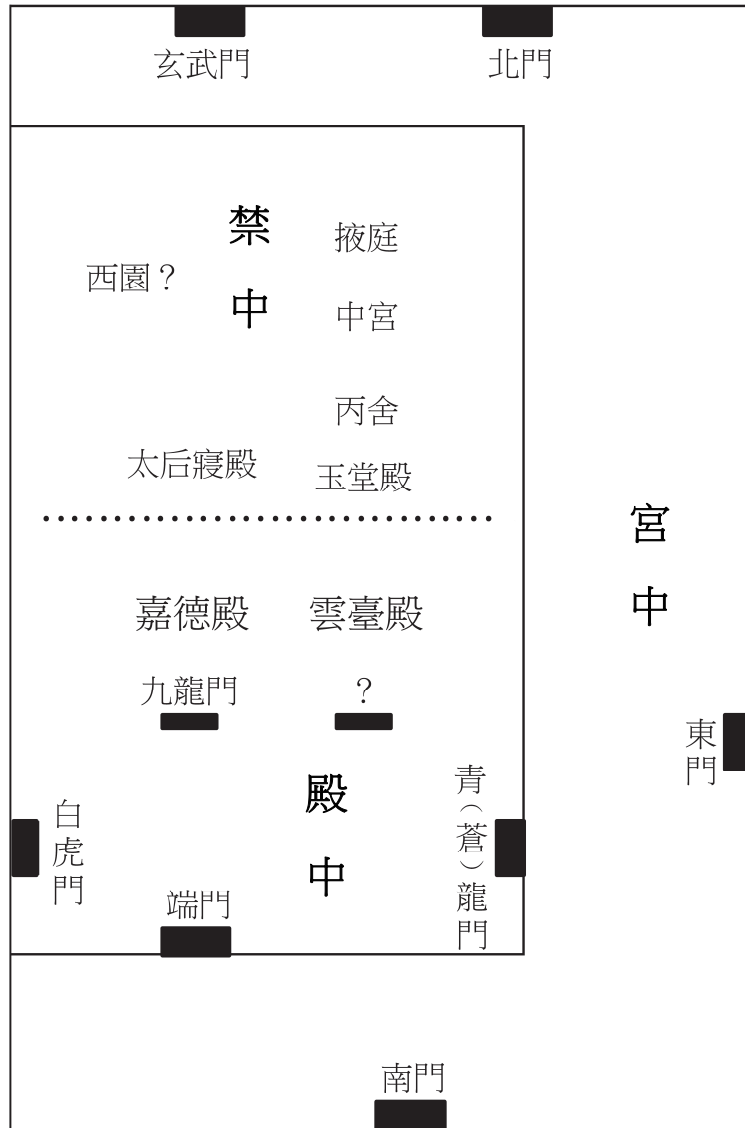 玄武門
北門
禁中
掖庭
西園？
中宮
丙舍
太后寢殿
玉堂殿
宮中
嘉德殿
雲臺殿
九龍門
？
東門
殿中
青（蒼）龍門
白虎門
端門
南門